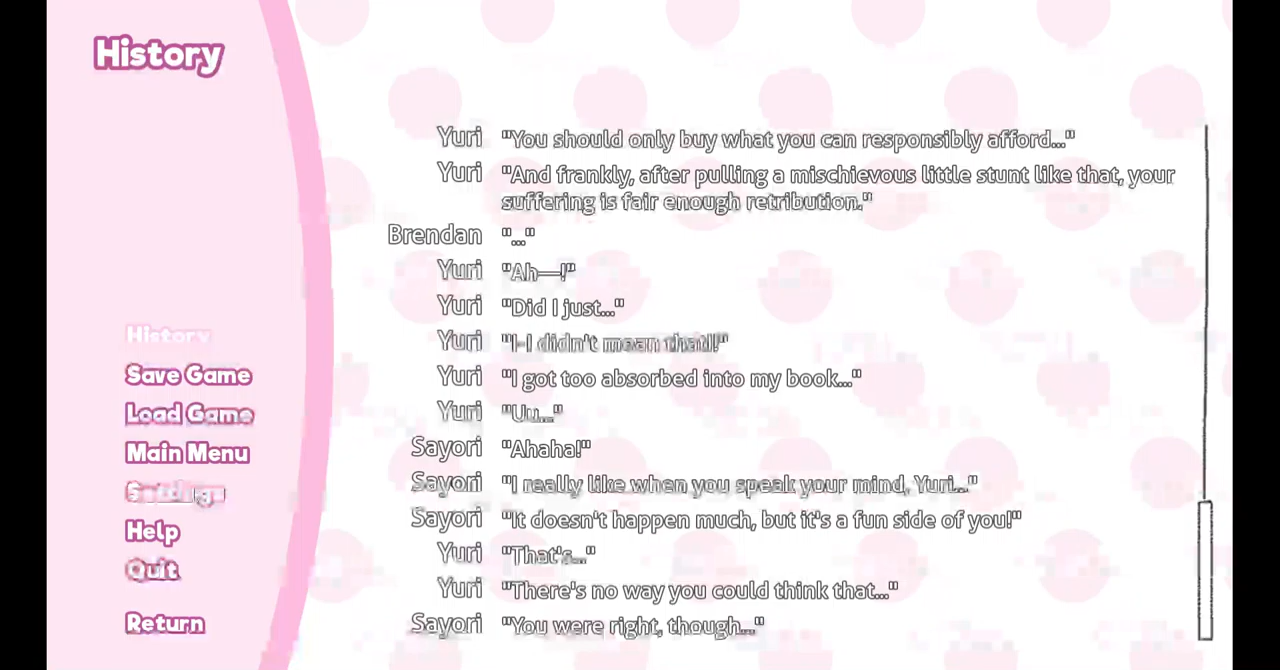 History
Yuri "You should only buy what you can responsibly afford..."
Yuri "And frankly, after pulling a mischievous little stunt like that, your
suffering is fair enough retribution."
Brendan "..."
Yuri "Ah—!"
Yuri "Did I just..."
Yuri "I-I didn't mean that!!"
Yuri "I got too absorbed into my book..."
Yuri "Uu..."
Sayori "Ahaha!"
Sayori "I really like when you speak your mind, Yuri..."
Sayori "It doesn't happen much, but it's a fun side of you!"
Yuri "That's..."
Yuri "There's no way you could think that..."
Sayori "You were right, though..."
History
Save Game
Load Game
Main Menu
Settings
Help
Quit
Return